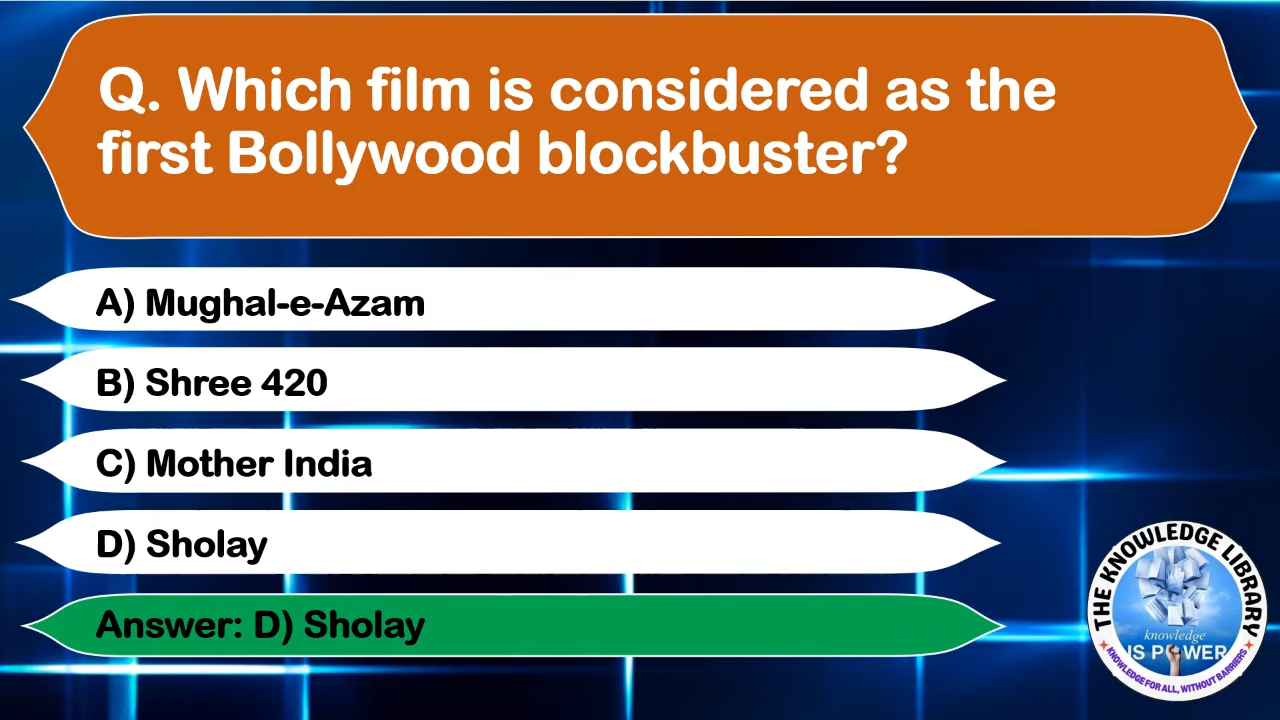 Q. Which film is considered as the
first Bollywood blockbuster?
A) Mughal-e-Azam
B) Shree 420
C) Mother India
D) Sholay
Answer: D) Sholay
THE KNOWLEDGE LIBRARY
knowledge
IS POWER
KNOWLEDGE FOR ALL, WITHOUT BARRIERS